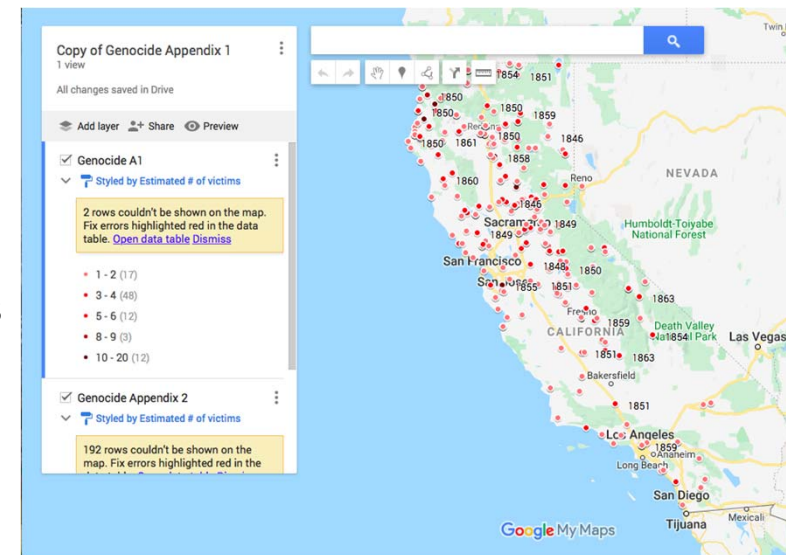 Copy of Genocide Appendix 1
1 view
All changes saved in Drive
Add layer Share Preview
Genocide A1
Styled by Estimated # of victims
2 rows couldn't be shown on the map.
Fix errors highlighted red in the data
table. Open data table Dismiss
1 - 2 (17)
3 - 4 (48)
5 - 6 (12)
8 - 9 (3)
10 - 20 (12)
Genocide Appendix 2
Styled by Estimated # of victims
192 rows couldn't be shown on the
map. Fix errors highlighted red in the
Twin
1854 1851
1850
1850 1850 1859
1850 1861 1850 1846
1858
1860
Reno
NEVADA
1846
Sacramento 1849
1849
Humboldt-Toiyabe
National Forest
San Francisco 1848 1850
San Jose 1855 1851
1863
Fresno 1859
CALIFORNIA
Death Valley
National Park
1854
Las Vegas
1851 1863
Bakersfield
1851
Los Angeles
1859
Anaheim
Long Beach
San Diego
Tijuana
Mexicali
Google My Maps